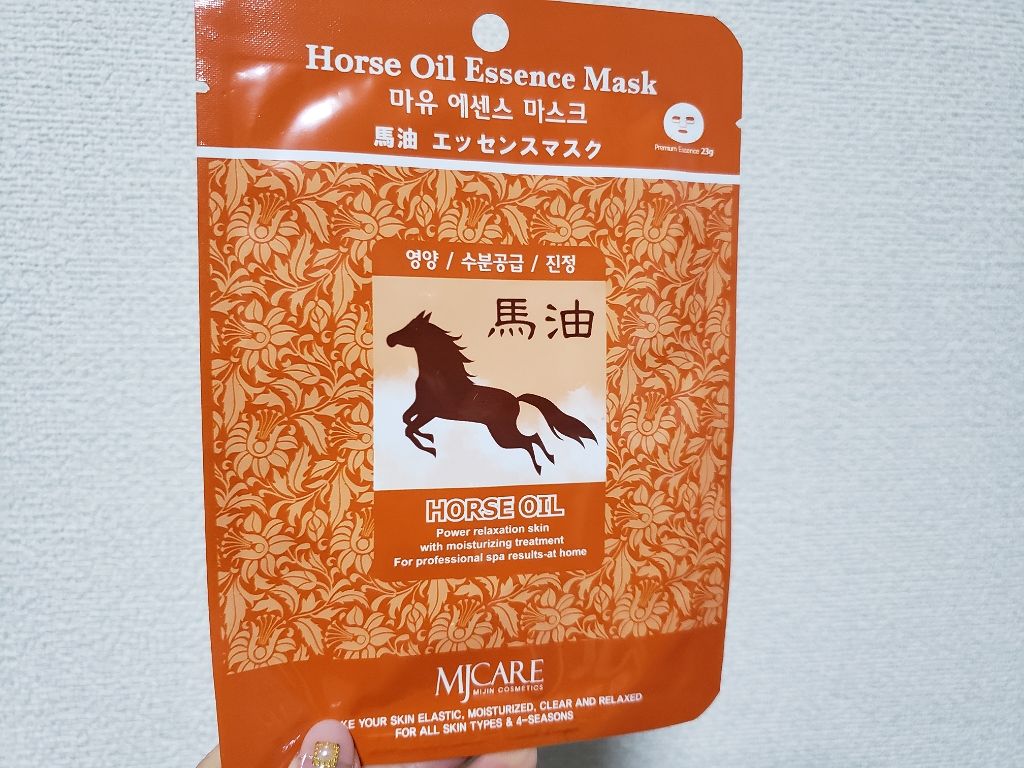 Horse Oil Essence Mask
마유 에센스 마스크
馬油 エッセンスマスク
Premium Essence 23g
영양 / 수분공급 / 진정
馬油
HORSE OIL
Power relaxation skin
with moisturizing treatment
For professional spa results-at home
MJCARE
MIJIN COSMETICS
YOUR SKIN ELASTIC, MOISTURIZED, CLEAR AND RELAXED
FOR ALL SKIN TYPES & 4-SEASONS